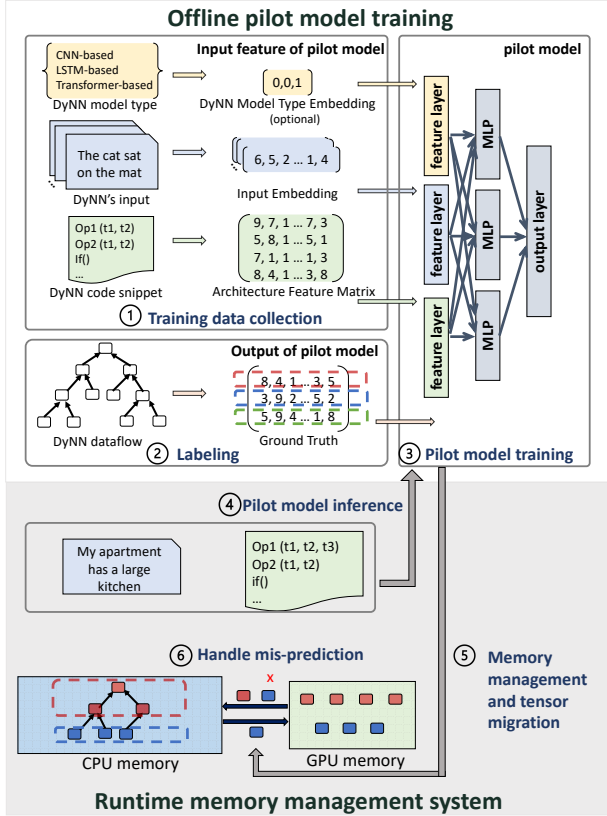 Offline pilot model training
CNN-based
LSTM-based
Transformer-based
DyNN model type
Input feature of pilot model
0,0,1
DyNN Model Type Embedding
(optional)
The cat sat
on the mat
DyNN's input
6, 5, 2 ... 1, 4
Input Embedding
Op1 (t1, t2)
Op2 (t1, t2)
If()
...
DyNN code snippet
9, 7, 1 ... 7, 3
5, 8, 1 ... 5, 1
7, 1, 1 ... 1, 3
8, 4, 1 ... 3, 8
Architecture Feature Matrix
1 Training data collection
pilot model
feature layer
feature layer
feature layer
MLP
MLP
MLP
output layer
Output of pilot model
8, 4, 1 ... 3, 5
3, 9, 2 ... 5, 2
5, 9, 4 ... 1, 8
Ground Truth
DyNN dataflow
2 Labeling
3 Pilot model training
4 Pilot model inference
My apartment
has a large
kitchen
Op1 (t1, t2, t3)
Op2 (t1, t2)
if()
...
6 Handle mis-prediction
x
CPU memory
GPU memory
5 Memory
management
and tensor
migration
Runtime memory management system